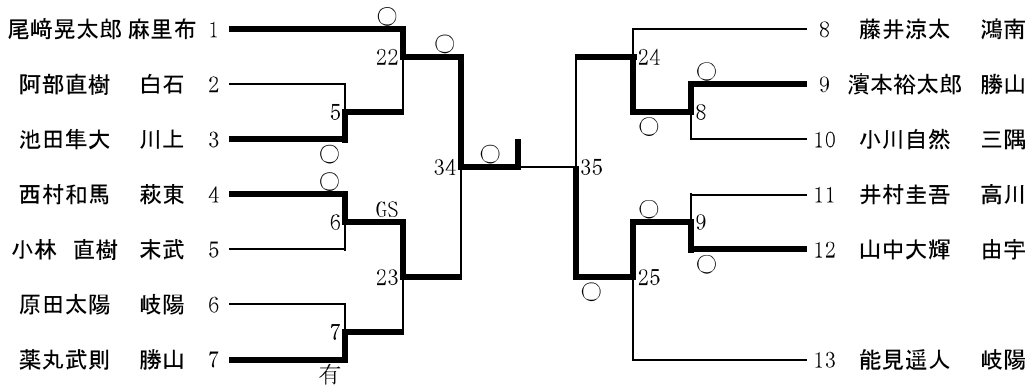 尾﨑晃太郎 麻里布 1
阿部直樹 白石 2
池田隼大 川上 3
西村和馬 萩東 4
小林 直樹 末武 5
原田太陽 岐陽 6
薬丸武則 勝山 7
○
22
○
5
○
○
6
GS
23
7
有
34
○
35
24
○
8
○
○
9
○
25
○
8 藤井涼太 鴻南
9 濱本裕太郎 勝山
10 小川自然 三隅
11 井村圭吾 高川
12 山中大輝 由宇
13 能見遥人 岐陽